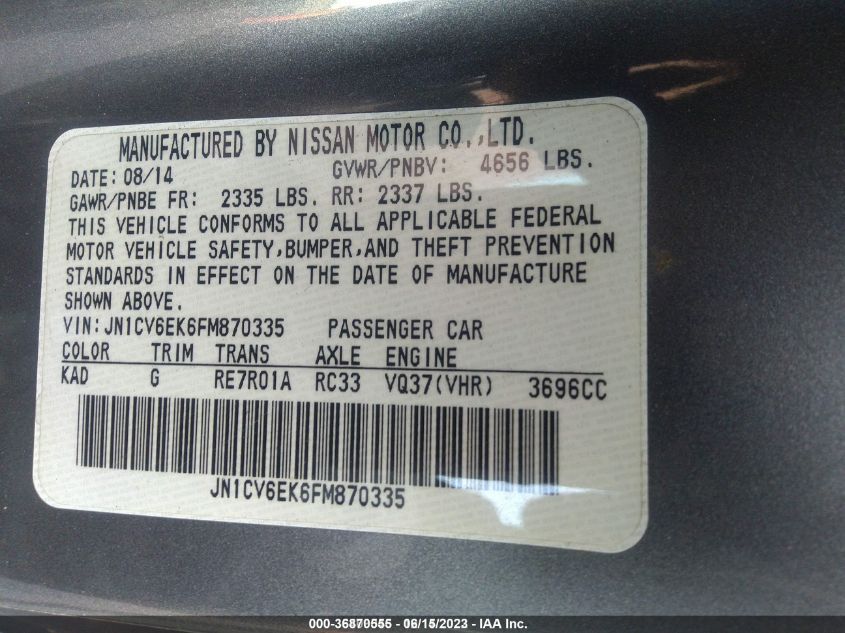 MANUFACTURED BY NISSAN MOTOR CO.,LTD.
DATE: 08/14 GVWR/PNBV: 4656 LBS.
GAWR/PNBE FR: 2335 LBS. RR: 2337 LBS.
THIS VEHICLE CONFORMS TO ALL APPLICABLE FEDERAL
MOTOR VEHICLE SAFETY,BUMPER,AND THEFT PREVENTION
STANDARDS IN EFFECT ON THE DATE OF MANUFACTURE
SHOWN ABOVE.
VIN:JN1CV6EK6FM870335 PASSENGER CAR
COLOR TRIM TRANS AXLE ENGINE
KAD G RE7R01A RC33 VQ37(VHR) 3696CC
JN1CV6EK6FM870335
000-36870555 - 06/15/2023 - IAA Inc.